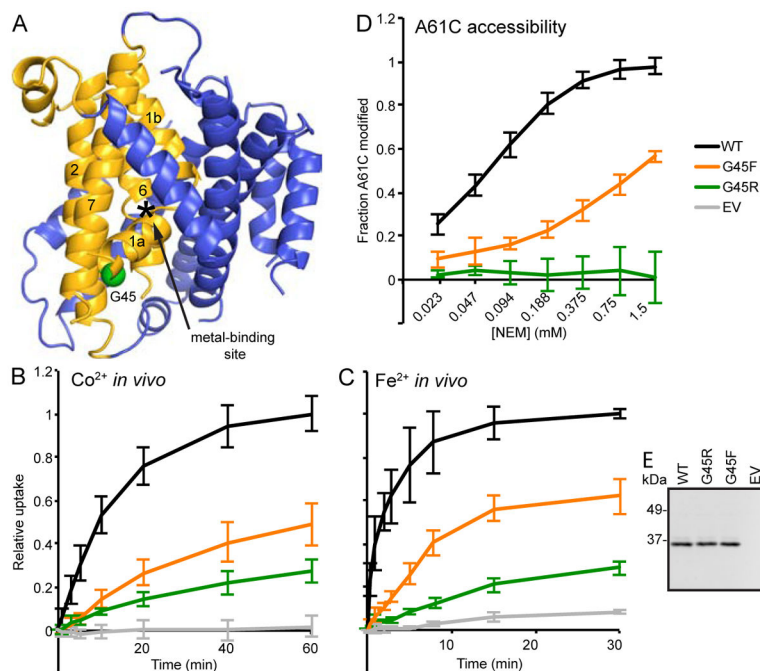 A
1b
2
6
7
*
1a
G45
metal-binding
site
D A61C accessibility
Fraction A61C modified
1.2
1
0.8
0.6
0.4
0.2
0
0.023
0.047
0.094
0.188
0.375
0.75
1.5
[NEM] (mM)
WT
G45F
G45R
EV
B Co²⁺ in vivo
Relative uptake
1.2
1
0.8
0.6
0.4
0.2
0
20 40 60
Time (min)
C Fe²⁺ in vivo
10 20 30
Time (min)
E
kDa WT G45R G45F EV
49-
37-